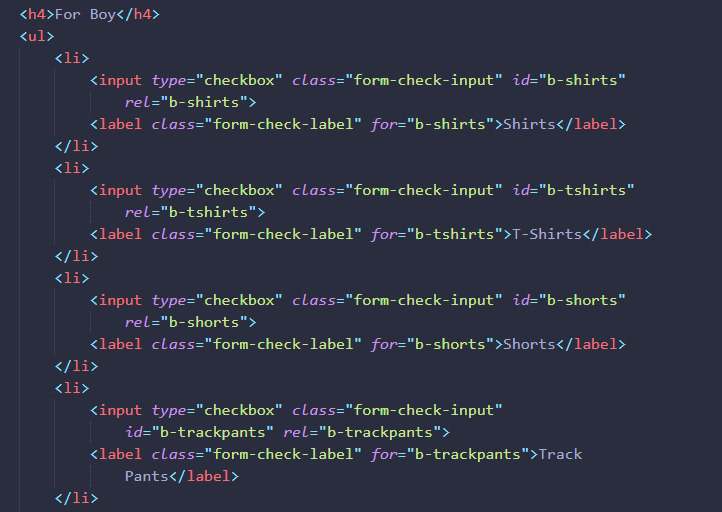 <h4>For Boy</h4>
<ul>
<li>
<input type="checkbox" class="form-check-input" id="b-shirts"
rel="b-shirts">
<label class="form-check-label" for="b-shirts">Shirts</label>
</li>
<li>
<input type="checkbox" class="form-check-input" id="b-tshirts"
rel="b-tshirts">
<label class="form-check-label" for="b-tshirts">T-Shirts</label>
</li>
<li>
<input type="checkbox" class="form-check-input" id="b-shorts"
rel="b-shorts">
<label class="form-check-label" for="b-shorts">Shorts</label>
</li>
<li>
<input type="checkbox" class="form-check-input"
id="b-trackpants" rel="b-trackpants">
<label class="form-check-label" for="b-trackpants">Track
Pants</label>
</li>